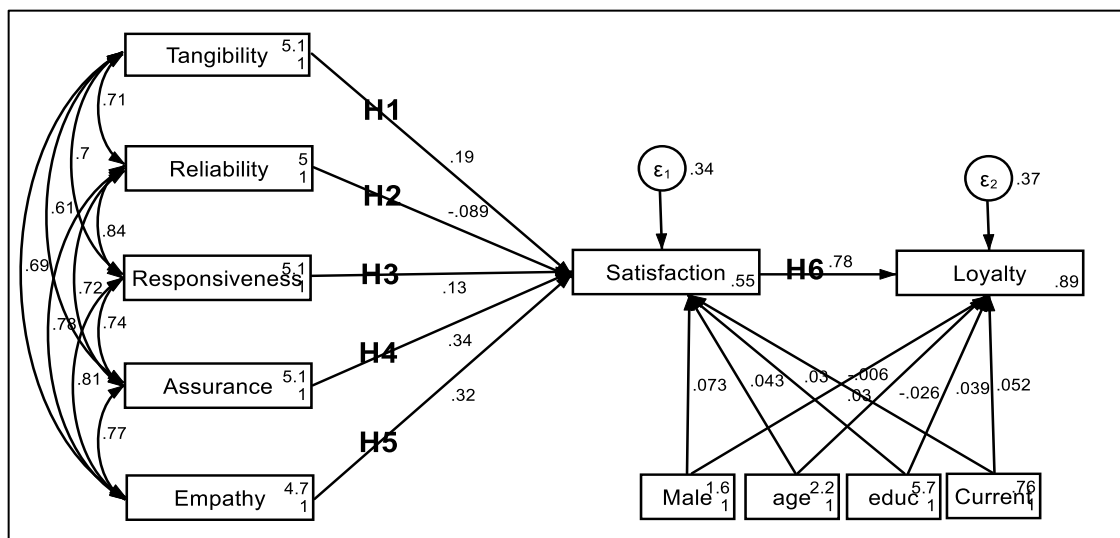 Tangibility 5.1
1
H1
.71
.19
.7
Reliability 5
1
H2
-.089
.61
.84
.69
Responsiveness 5.1
1
H3
.13
.72
.74
.78
Assurance 5.1
1
H4
.34
.81
.77
.32
H5
Empathy 4.7
1
ε1 .34
ε2 .37
Satisfaction .55
H6 .78
Loyalty .89
.073
.043
.03
-.006
.03
-.026
.039
.052
Male 1.6
1
age 2.2
1
educ 5.7
1
Current .76
1